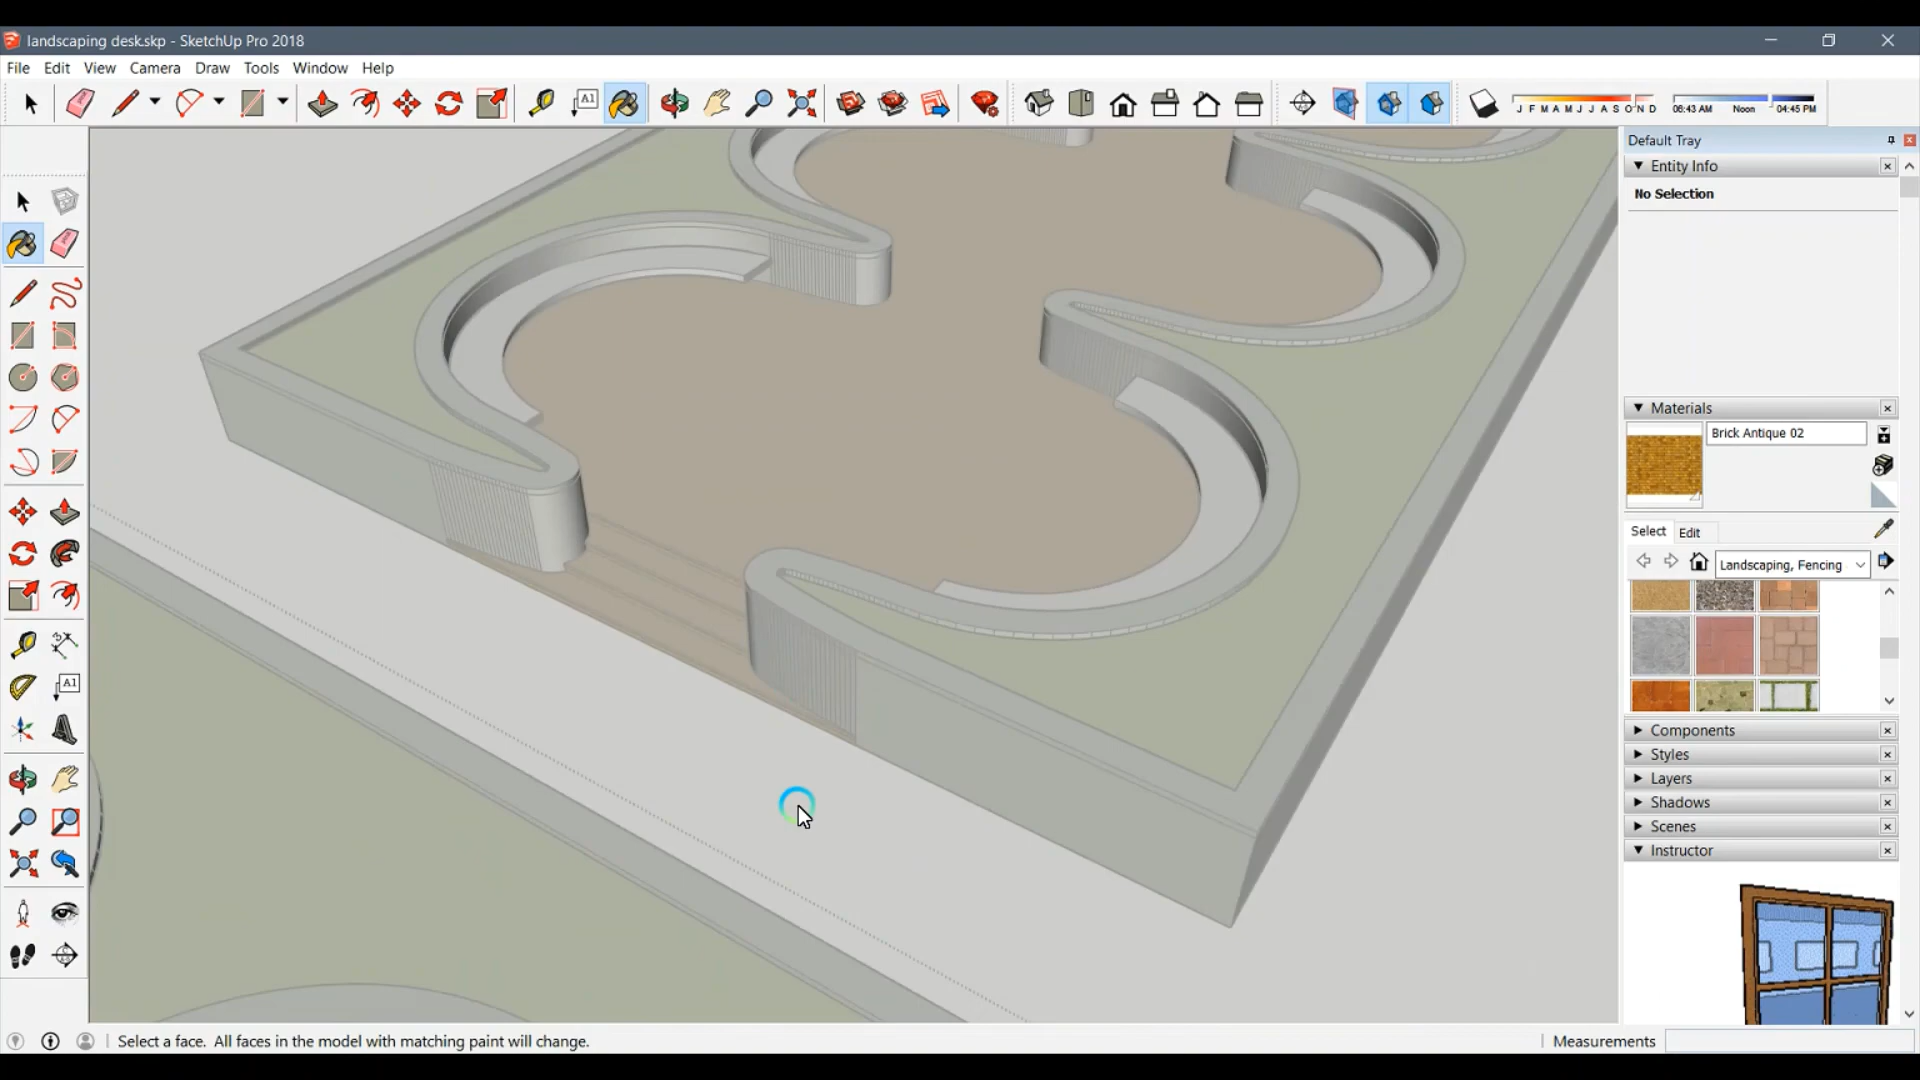 landscaping desk.skp - SketchUp Pro 2018
File Edit View Camera Draw Tools Window Help
A1
J F M A M J J A S O N D
06:43 AM Noon 04:45 PM
Default Tray
Entity Info
No Selection
Materials
Brick Antique 02
Select Edit
Landscaping, Fencing
A1
Components
Styles
Layers
Shadows
Scenes
Instructor
Select a face. All faces in the model with matching paint will change.
Measurements